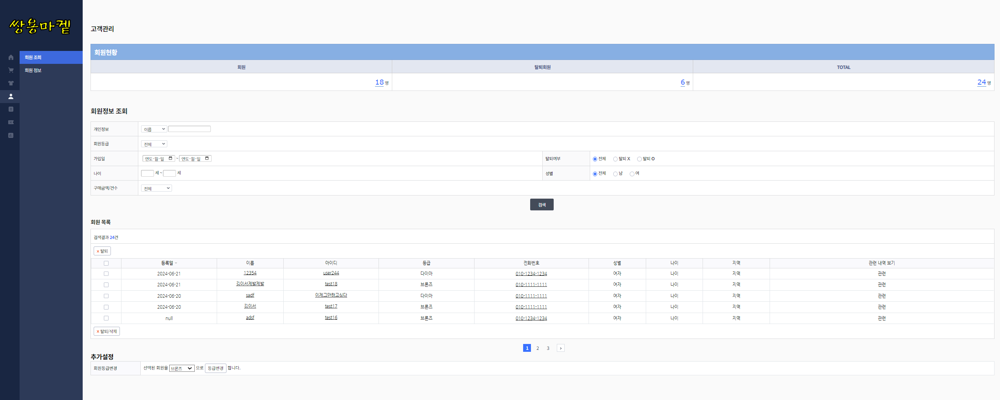 쌍용마켙
회원 조회
회원 정보
고객관리
회원현황
회원 탈퇴회원 TOTAL
18 명 6 명 24 명
회원정보 조회
개인정보 이름
회원등급 전체
가입일 연도-월-일 ~ 연도-월-일 탈퇴여부 전체 탈퇴 X 탈퇴 O
나이 세 ~ 세 성별 전체 남 여
구매금액/건수 전체
검색
회원 목록
검색결과 24건
× 탈퇴
등록일 이름 아이디 등급 전화번호 성별 나이 지역 관련 내역 보기
2024-06-21 12354 user244 다이아 010-1234-1234 여자 나이 지역 관련
2024-06-21 김이서제발제발 test18 브론즈 010-1111-1111 여자 나이 지역 관련
2024-06-20 sadf 이제그만하고싶다 다이아 010-1111-1111 여자 나이 지역 관련
2024-06-20 김이서 test17 브론즈 010-1111-1111 여자 나이 지역 관련
null adsf test16 브론즈 010-1234-1234 여자 나이 지역 관련
× 탈퇴/삭제
1 2 3 ›
추가설정
회원등급변경 선택된 회원을 브론즈 으로 등급변경 합니다.